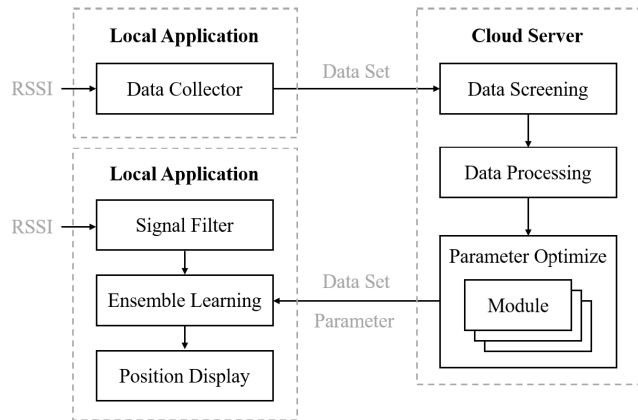 Local Application
RSSI
Data Collector
Data Set
Cloud Server
Data Screening
Data Processing
Parameter Optimize
Module
Local Application
RSSI
Signal Filter
Ensemble Learning
Data Set
Parameter
Position Display